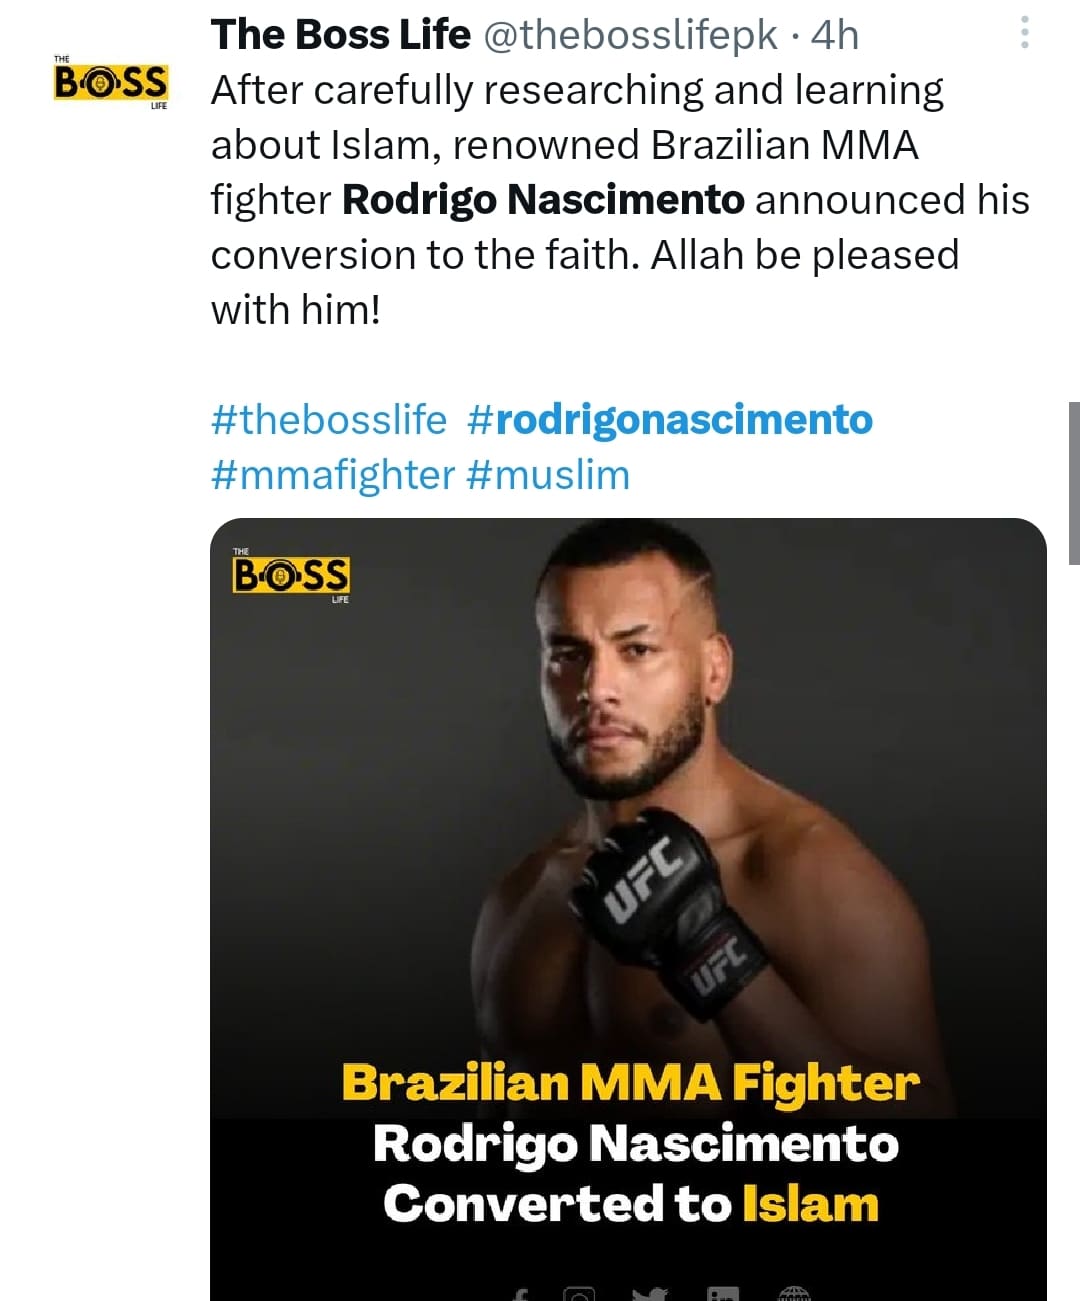 The Boss Life @thebosslifepk · 4h
THE
BOSS
LIFE
After carefully researching and learning
about Islam, renowned Brazilian MMA
fighter Rodrigo Nascimento announced his
conversion to the faith. Allah be pleased
with him!
#thebosslife #rodrigonascimento
#mmafighter #muslim
THE
BOSS
LIFE
UFC
UFC
Brazilian MMA Fighter
Rodrigo Nascimento
Converted to Islam